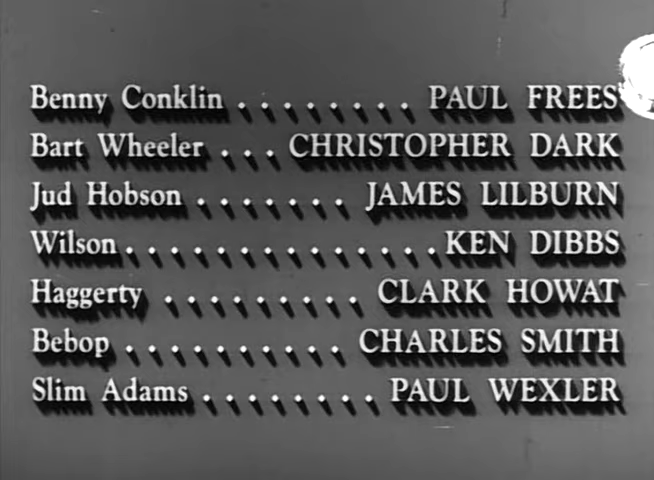 Benny Conklin ........ PAUL FREES
Bart Wheeler ... CHRISTOPHER DARK
Jud Hobson ....... JAMES LILBURN
Wilson .............. KEN DIBBS
Haggerty ......... CLARK HOWAT
Bebop .......... CHARLES SMITH
Slim Adams ........ PAUL WEXLER